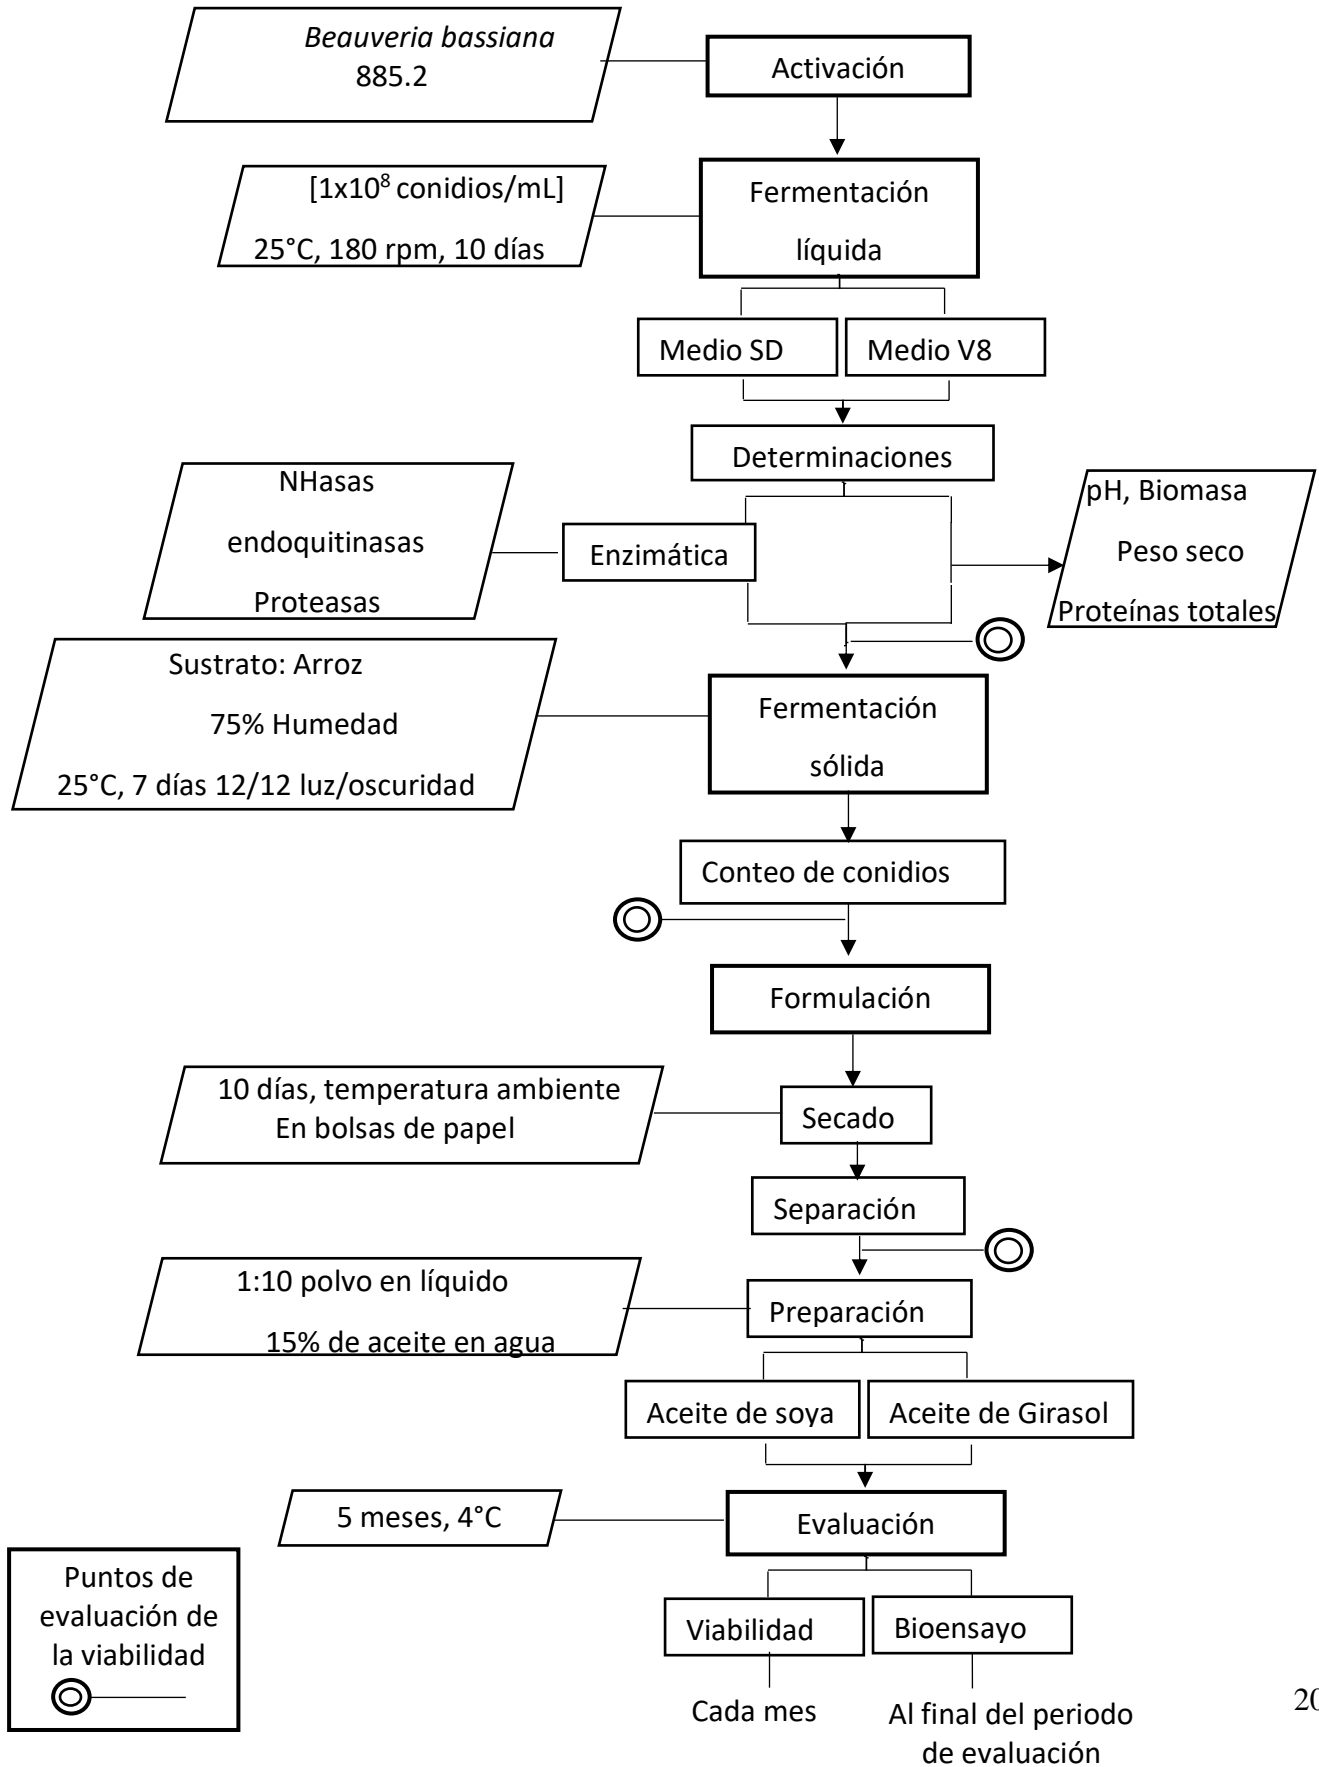 Beauveria bassiana
885.2
Activación
[1x10⁸ conidios/mL]
25°C, 180 rpm, 10 días
Fermentación
líquida
Medio SD
Medio V8
Determinaciones
NHasas
endoquitinasas
Proteasas
Enzimática
pH, Biomasa
Peso seco
Proteínas totales
Sustrato: Arroz
75% Humedad
25°C, 7 días 12/12 luz/oscuridad
Fermentación
sólida
Conteo de conidios
Formulación
10 días, temperatura ambiente
En bolsas de papel
Secado
Separación
1:10 polvo en líquido
15% de aceite en agua
Preparación
Aceite de soya
Aceite de Girasol
5 meses, 4°C
Evaluación
Puntos de
evaluación de
la viabilidad
Viabilidad
Bioensayo
Cada mes
Al final del periodo
de evaluación
20